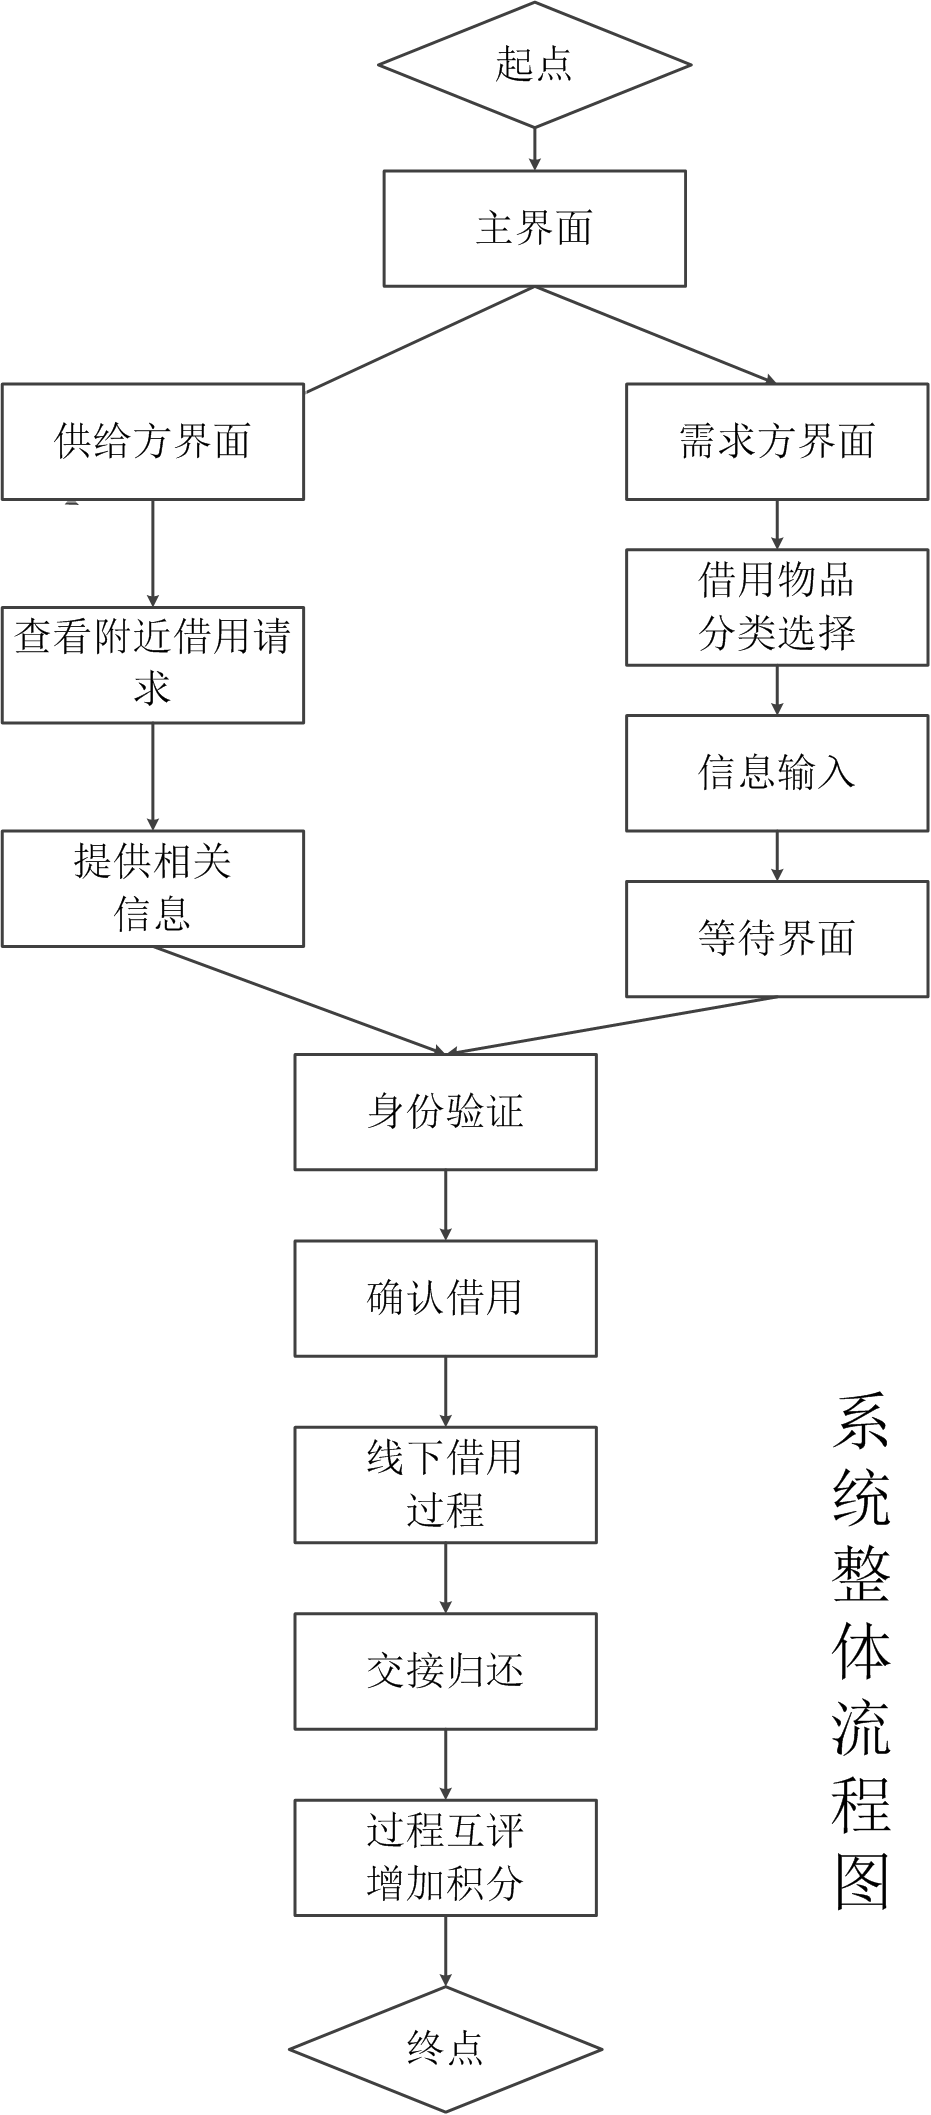 起点
主界面
供给方界面
需求方界面
查看附近借用请
求
借用物品
分类选择
信息输入
提供相关
信息
等待界面
身份验证
确认借用
线下借用
过程
交接归还
过程互评
增加积分
终点
系统整体流程图